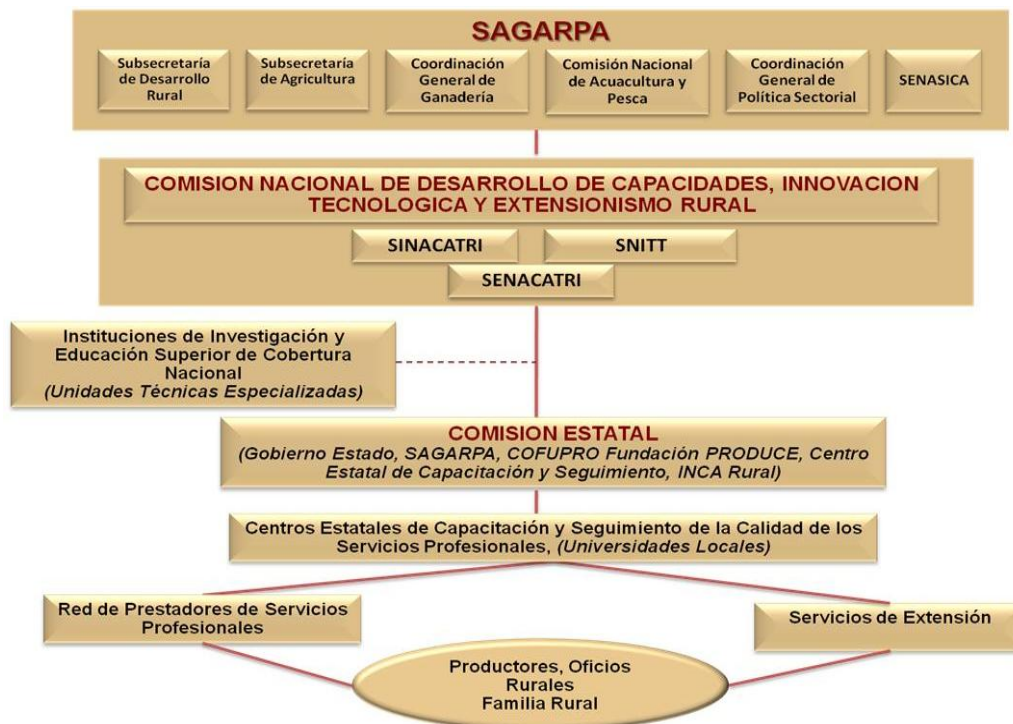 SAGARPA
Subsecretaría
de Desarrollo
Rural
Subsecretaría
de Agricultura
Coordinación
General de
Ganadería
Comisión Nacional
de Acuacultura y
Pesca
Coordinación
General de
Política Sectorial
SENASICA
COMISION NACIONAL DE DESARROLLO DE CAPACIDADES, INNOVACION
TECNOLOGICA Y EXTENSIONISMO RURAL
SINACATRI
SNITT
SENACATRI
Instituciones de Investigación y
Educación Superior de Cobertura
Nacional
(Unidades Técnicas Especializadas)
COMISION ESTATAL
(Gobierno Estado, SAGARPA, COFUPRO Fundación PRODUCE, Centro
Estatal de Capacitación y Seguimiento, INCA Rural)
Centros Estatales de Capacitación y Seguimiento de la Calidad de los
Servicios Profesionales, (Universidades Locales)
Red de Prestadores de Servicios
Profesionales
Servicios de Extensión
Productores, Oficios
Rurales
Familia Rural